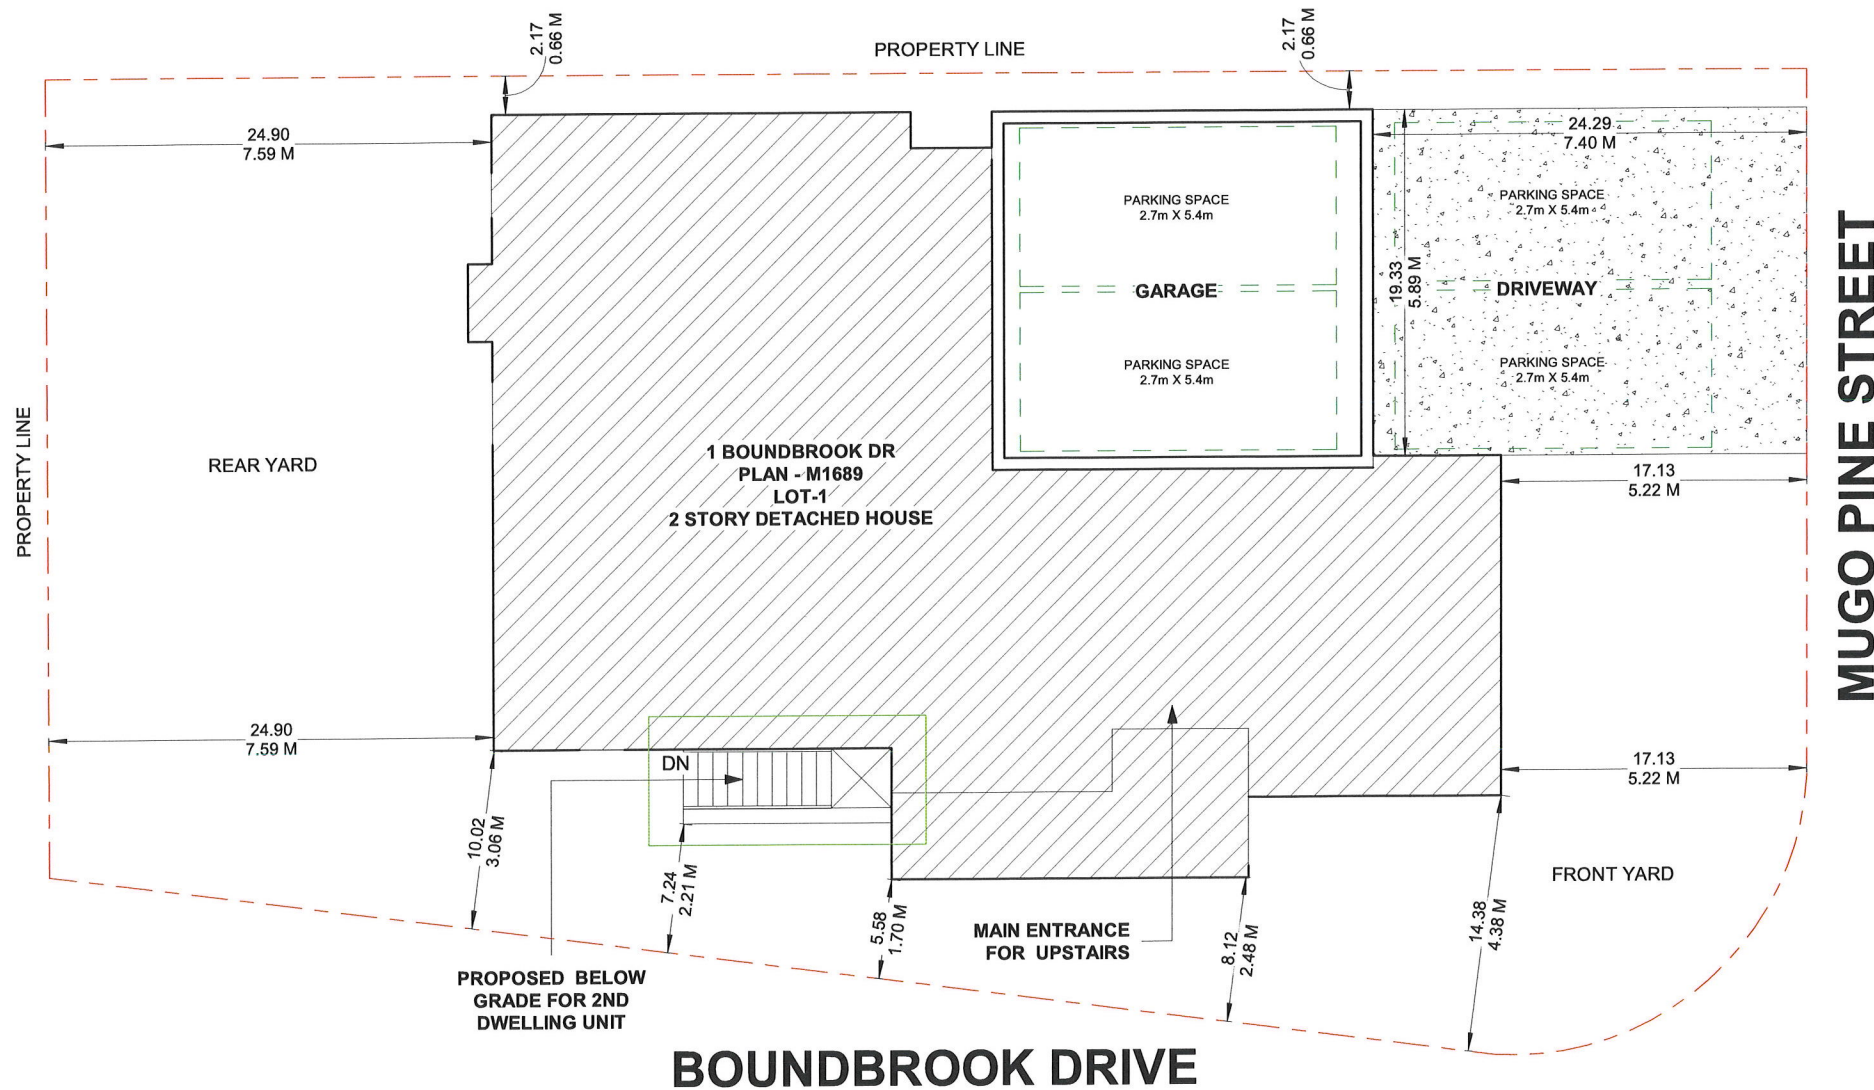 2.17
0.66 M
PROPERTY LINE
2.17
0.66 M
24.90
7.59 M
24.29
7.40 M
PARKING SPACE
2.7m X 5.4m
PARKING SPACE
2.7m X 5.4m
19.33
5.89 M
GARAGE
DRIVEWAY
PARKING SPACE
2.7m X 5.4m
PARKING SPACE
2.7m X 5.4m
MUGO PINE STREET
PROPERTY LINE
REAR YARD
1 BOUNDBROOK DR
PLAN - M1689
LOT-1
2 STORY DETACHED HOUSE
17.13
5.22 M
24.90
7.59 M
DN
17.13
5.22 M
10.02
3.06 M
7.24
2.21 M
5.58
1.70 M
MAIN ENTRANCE
FOR UPSTAIRS
8.12
2.48 M
14.38
4.38 M
FRONT YARD
PROPOSED BELOW
GRADE FOR 2ND
DWELLING UNIT
BOUNDBROOK DRIVE